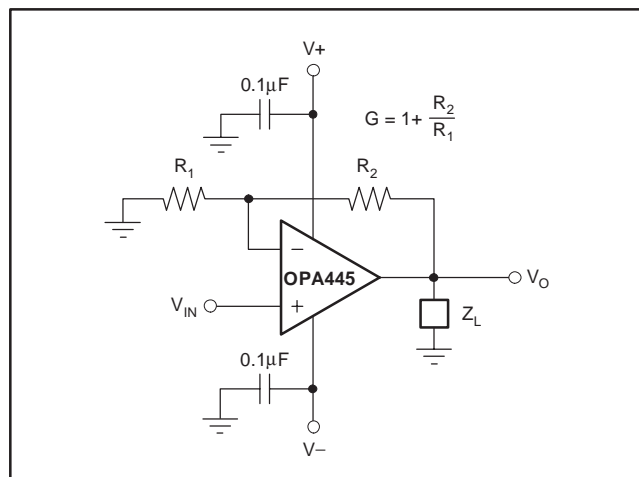 V+
0.1μF
G = 1+ R2/R1
R1
R2
−
OPA445
VO
VIN
+
ZL
0.1μF
V−